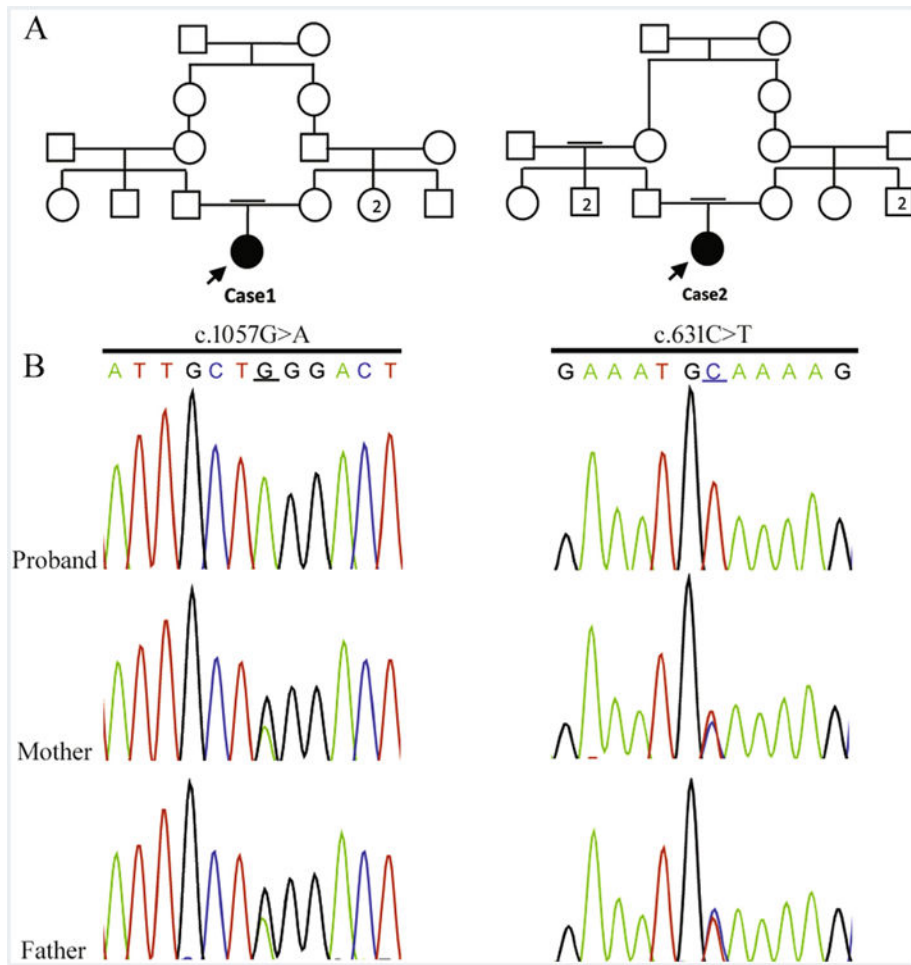 A
2
2
2
Case1
Case2
c.1057G>A
c.631C>T
B
A T T G C T G G G A C T
G A A A T G C A A A A G
Proband
Mother
Father